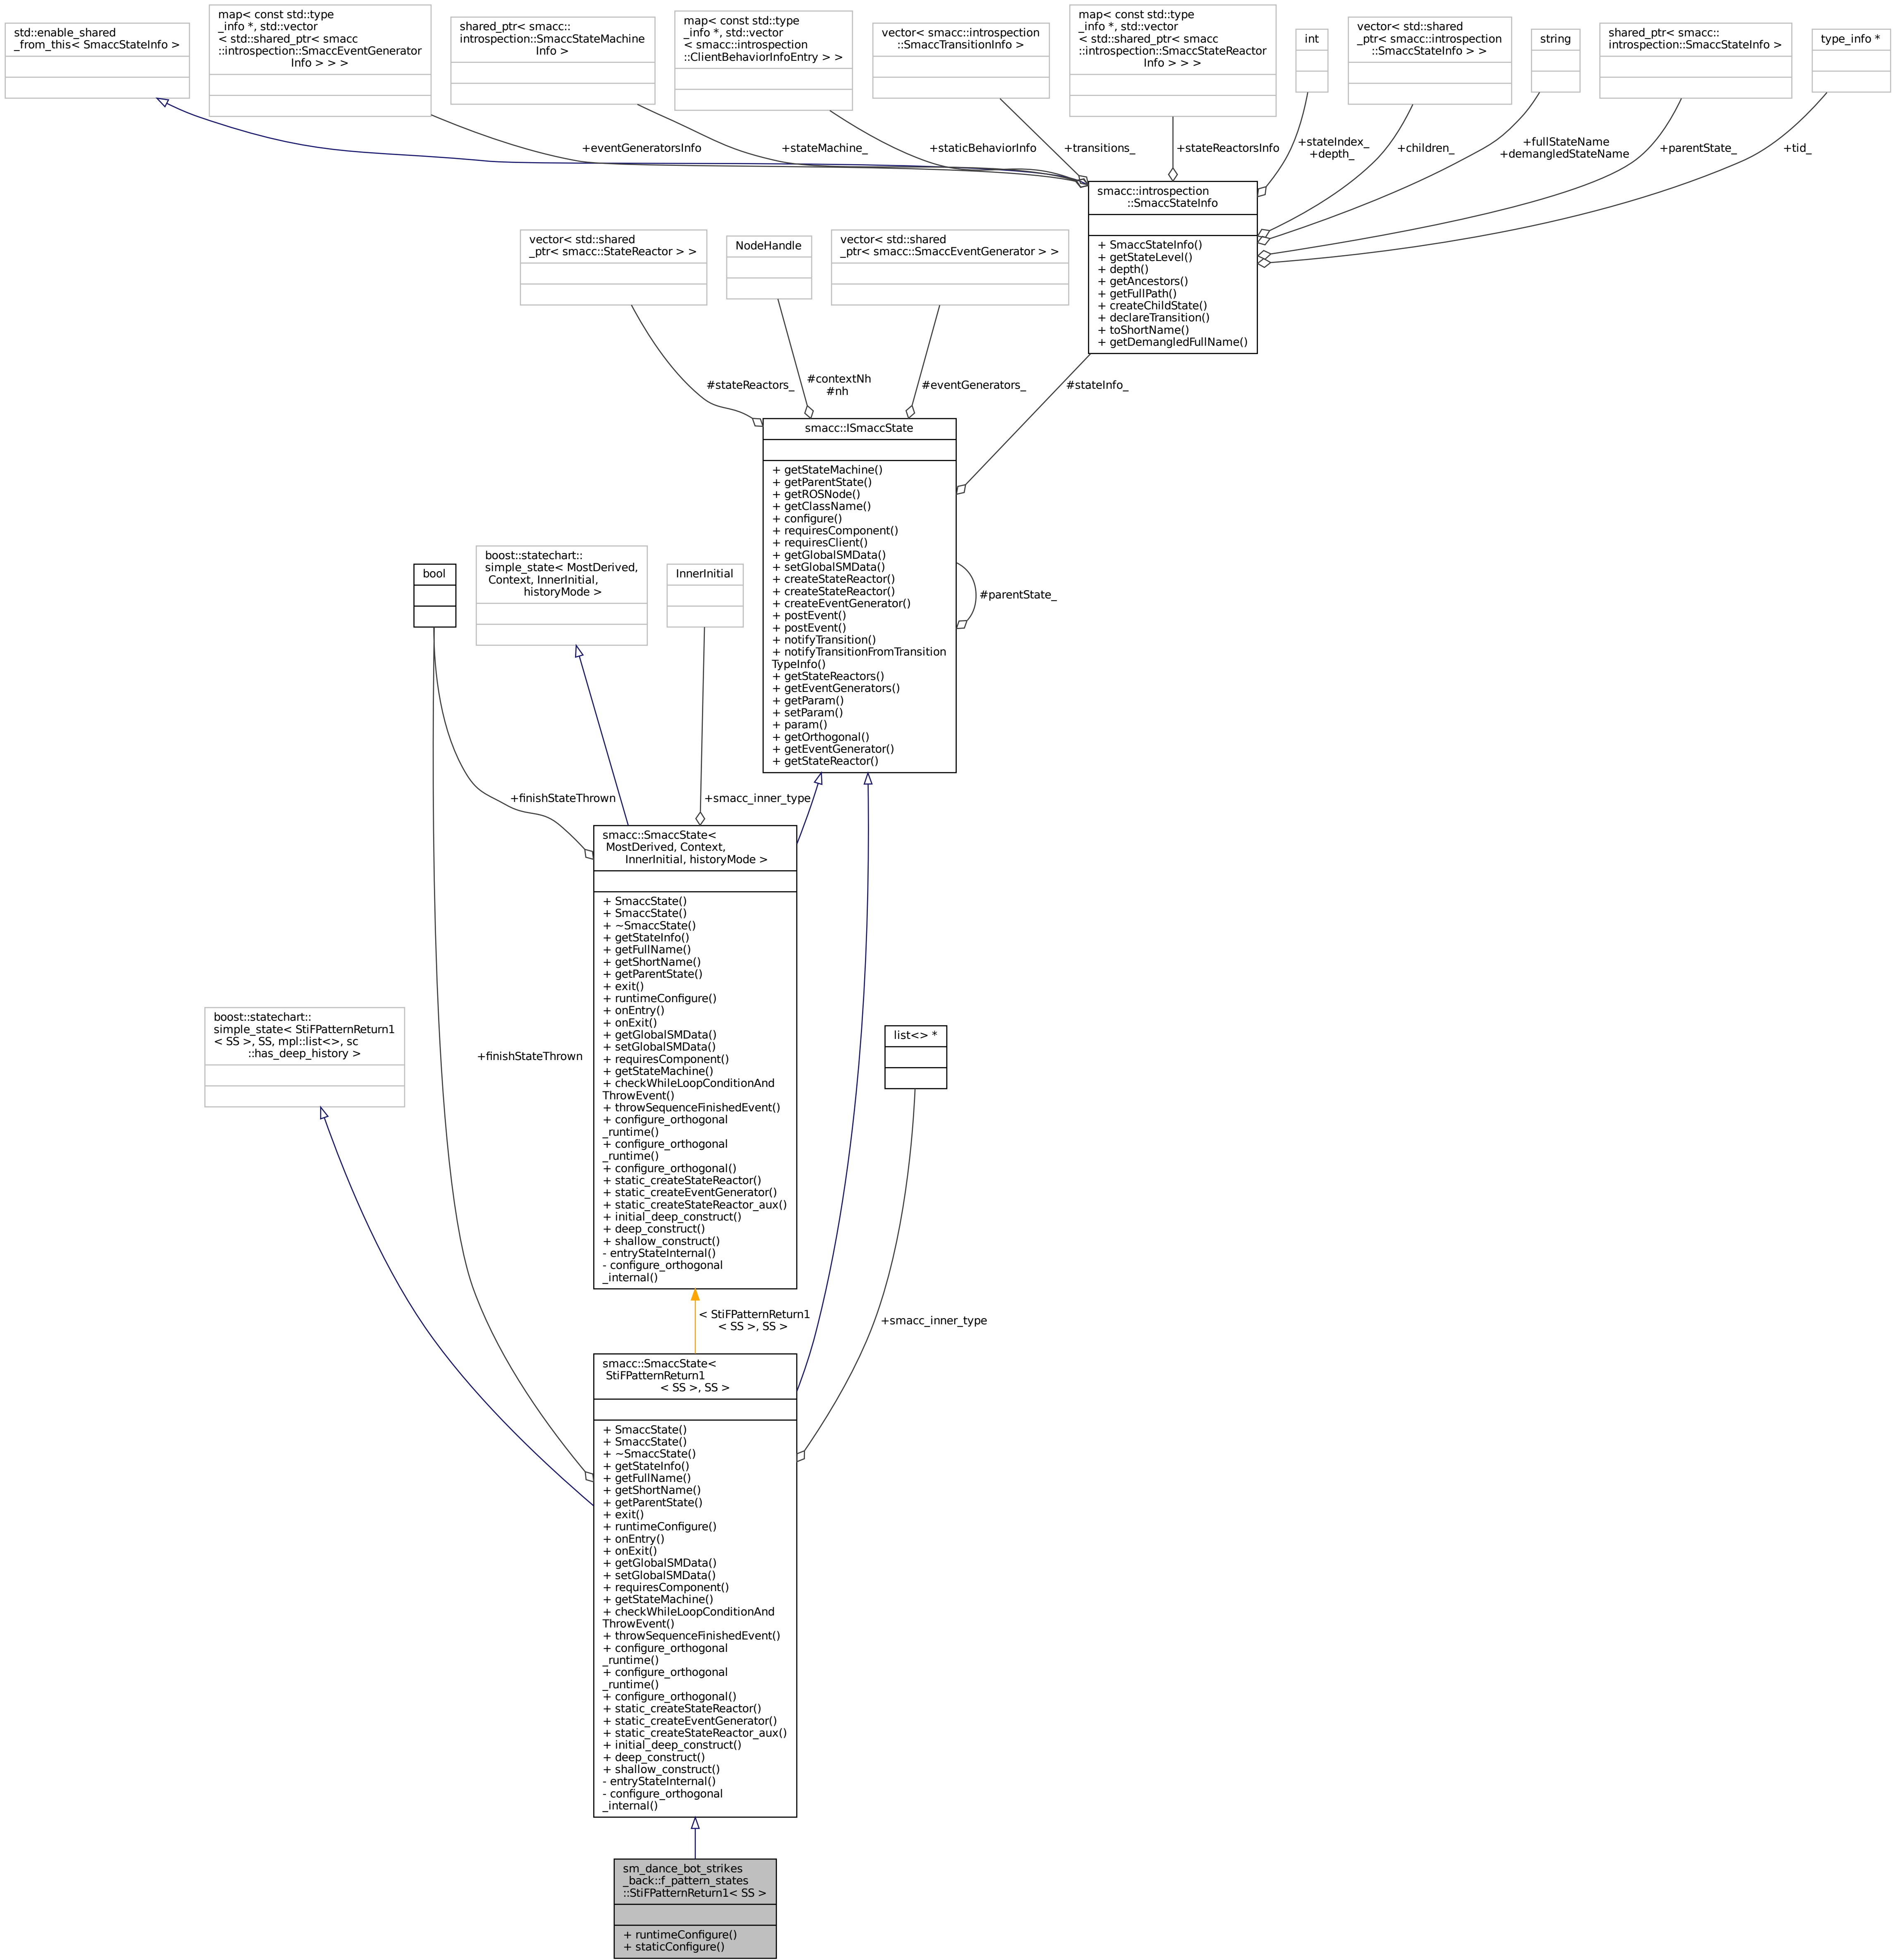 std::enable_shared
_from_this< SmaccStateInfo >
map< const std::type
_info *, std::vector
< std::shared_ptr< smacc
::introspection::SmaccEventGenerator
Info > > >
shared_ptr< smacc::
introspection::SmaccStateMachine
Info >
map< const std::type
_info *, std::vector
< smacc::introspection
::ClientBehaviorInfoEntry > >
vector< smacc::introspection
::SmaccTransitionInfo >
map< const std::type
_info *, std::vector
< std::shared_ptr< smacc
::introspection::SmaccStateReactor
Info > > >
int
vector< std::shared
_ptr< smacc::introspection
::SmaccStateInfo > >
string
shared_ptr< smacc::
introspection::SmaccStateInfo >
type_info *
+eventGeneratorsInfo
+stateMachine_
+staticBehaviorInfo
+transitions_
+stateReactorsInfo
+stateIndex_
+depth_
+children_
+fullStateName
+demangledStateName
+parentState_
+tid_
smacc::introspection
::SmaccStateInfo
+ SmaccStateInfo()
+ getStateLevel()
+ depth()
+ getAncestors()
+ getFullPath()
+ createChildState()
+ declareTransition()
+ toShortName()
+ getDemangledFullName()
vector< std::shared
_ptr< smacc::StateReactor > >
NodeHandle
vector< std::shared
_ptr< smacc::SmaccEventGenerator > >
#stateReactors_
#contextNh
#nh
#eventGenerators_
#stateInfo_
smacc::ISmaccState
+ getStateMachine()
+ getParentState()
+ getROSNode()
+ getClassName()
+ configure()
+ requiresComponent()
+ requiresClient()
+ getGlobalSMData()
+ setGlobalSMData()
+ createStateReactor()
+ createStateReactor()
+ createEventGenerator()
+ postEvent()
+ postEvent()
+ notifyTransition()
+ notifyTransitionFromTransition
TypeInfo()
+ getStateReactors()
+ getEventGenerators()
+ getParam()
+ setParam()
+ param()
+ getOrthogonal()
+ getEventGenerator()
+ getStateReactor()
#parentState_
bool
boost::statechart::
simple_state< MostDerived,
Context, InnerInitial,
historyMode >
InnerInitial
+finishStateThrown
+smacc_inner_type
smacc::SmaccState<
MostDerived, Context,
InnerInitial, historyMode >
+ SmaccState()
+ SmaccState()
+ ~SmaccState()
+ getStateInfo()
+ getFullName()
+ getShortName()
+ getParentState()
+ exit()
+ runtimeConfigure()
+ onEntry()
+ onExit()
+ getGlobalSMData()
+ setGlobalSMData()
+ requiresComponent()
+ getStateMachine()
+ checkWhileLoopConditionAnd
ThrowEvent()
+ throwSequenceFinishedEvent()
+ configure_orthogonal
_runtime()
+ configure_orthogonal
_runtime()
+ configure_orthogonal()
+ static_createStateReactor()
+ static_createEventGenerator()
+ static_createStateReactor_aux()
+ initial_deep_construct()
+ deep_construct()
+ shallow_construct()
- entryStateInternal()
- configure_orthogonal
_internal()
boost::statechart::
simple_state< StiFPatternReturn1
< SS >, SS, mpl::list<>, sc
::has_deep_history >
+finishStateThrown
list<> *
< StiFPatternReturn1
< SS >, SS >
+smacc_inner_type
smacc::SmaccState<
StiFPatternReturn1
< SS >, SS >
+ SmaccState()
+ SmaccState()
+ ~SmaccState()
+ getStateInfo()
+ getFullName()
+ getShortName()
+ getParentState()
+ exit()
+ runtimeConfigure()
+ onEntry()
+ onExit()
+ getGlobalSMData()
+ setGlobalSMData()
+ requiresComponent()
+ getStateMachine()
+ checkWhileLoopConditionAnd
ThrowEvent()
+ throwSequenceFinishedEvent()
+ configure_orthogonal
_runtime()
+ configure_orthogonal
_runtime()
+ configure_orthogonal()
+ static_createStateReactor()
+ static_createEventGenerator()
+ static_createStateReactor_aux()
+ initial_deep_construct()
+ deep_construct()
+ shallow_construct()
- entryStateInternal()
- configure_orthogonal
_internal()
sm_dance_bot_strikes
_back::f_pattern_states
::StiFPatternReturn1< SS >
+ runtimeConfigure()
+ staticConfigure()